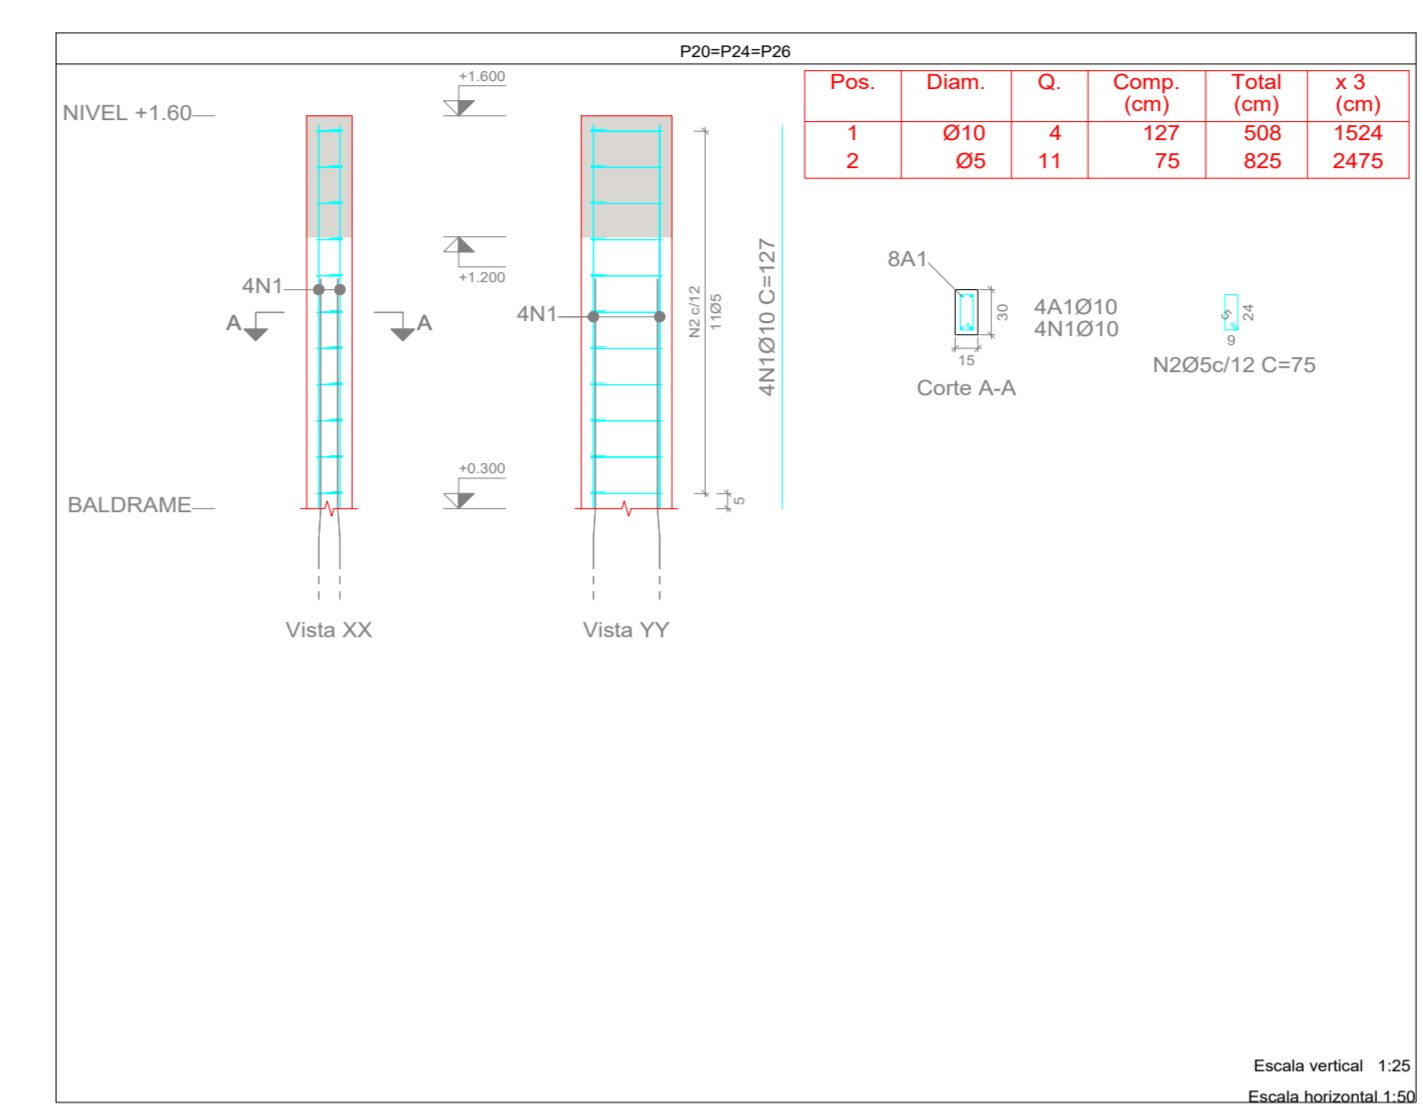 P20=P24=P26
Pos. Diam. Q. Comp. (cm) Total (cm) x 3 (cm)
1 Ø10 4 127 508 1524
2 Ø5 11 75 825 2475
NIVEL +1.60
+1.600
+1.200
4N1
A A
4N1
N2 c/12
11Ø5
4N1Ø10 C=127
+0.300
BALDRAME
5
Vista XX
Vista YY
8A1
30
15
4A1Ø10
4N1Ø10
Corte A-A
5
24
9
N2Ø5c/12 C=75
Escala vertical 1:25
Escala horizontal 1:50